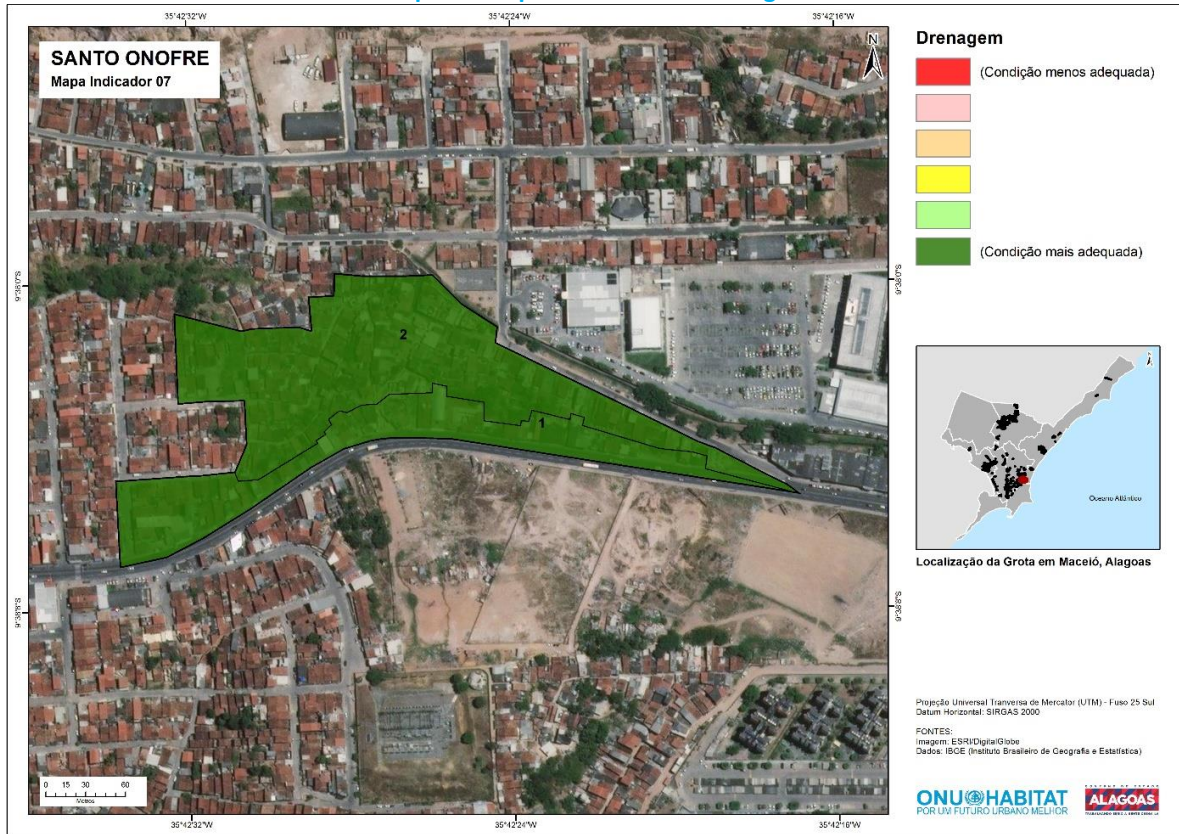 35°42'32"W
35°42'24"W
35°42'16"W
SANTO ONOFRE
Mapa Indicador 07
N
9°38'0"S
9°38'0"S
2
1
9°38'8"S
9°38'8"S
0 15 30 60
Metros
35°42'32"W
35°42'24"W
35°42'16"W
Drenagem
(Condição menos adequada)
(Condição mais adequada)
Oceano Atlântico
Localização da Grota em Maceió, Alagoas
Projeção Universal Tranversa de Mercator (UTM) - Fuso 25 Sul
Datum Horizontal: SIRGAS 2000
FONTES:
Imagem: ESRI/DigitalGlobe
Dados: IBGE (Instituto Brasileiro de Geografia e Estatística)
ONU HABITAT
POR UM FUTURO URBANO MELHOR
ALAGOAS